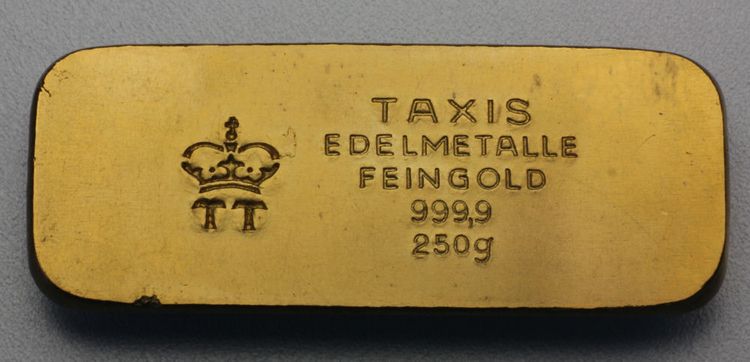 TAXIS
EDELMETALLE
FEINGOLD
999,9
250g
TT